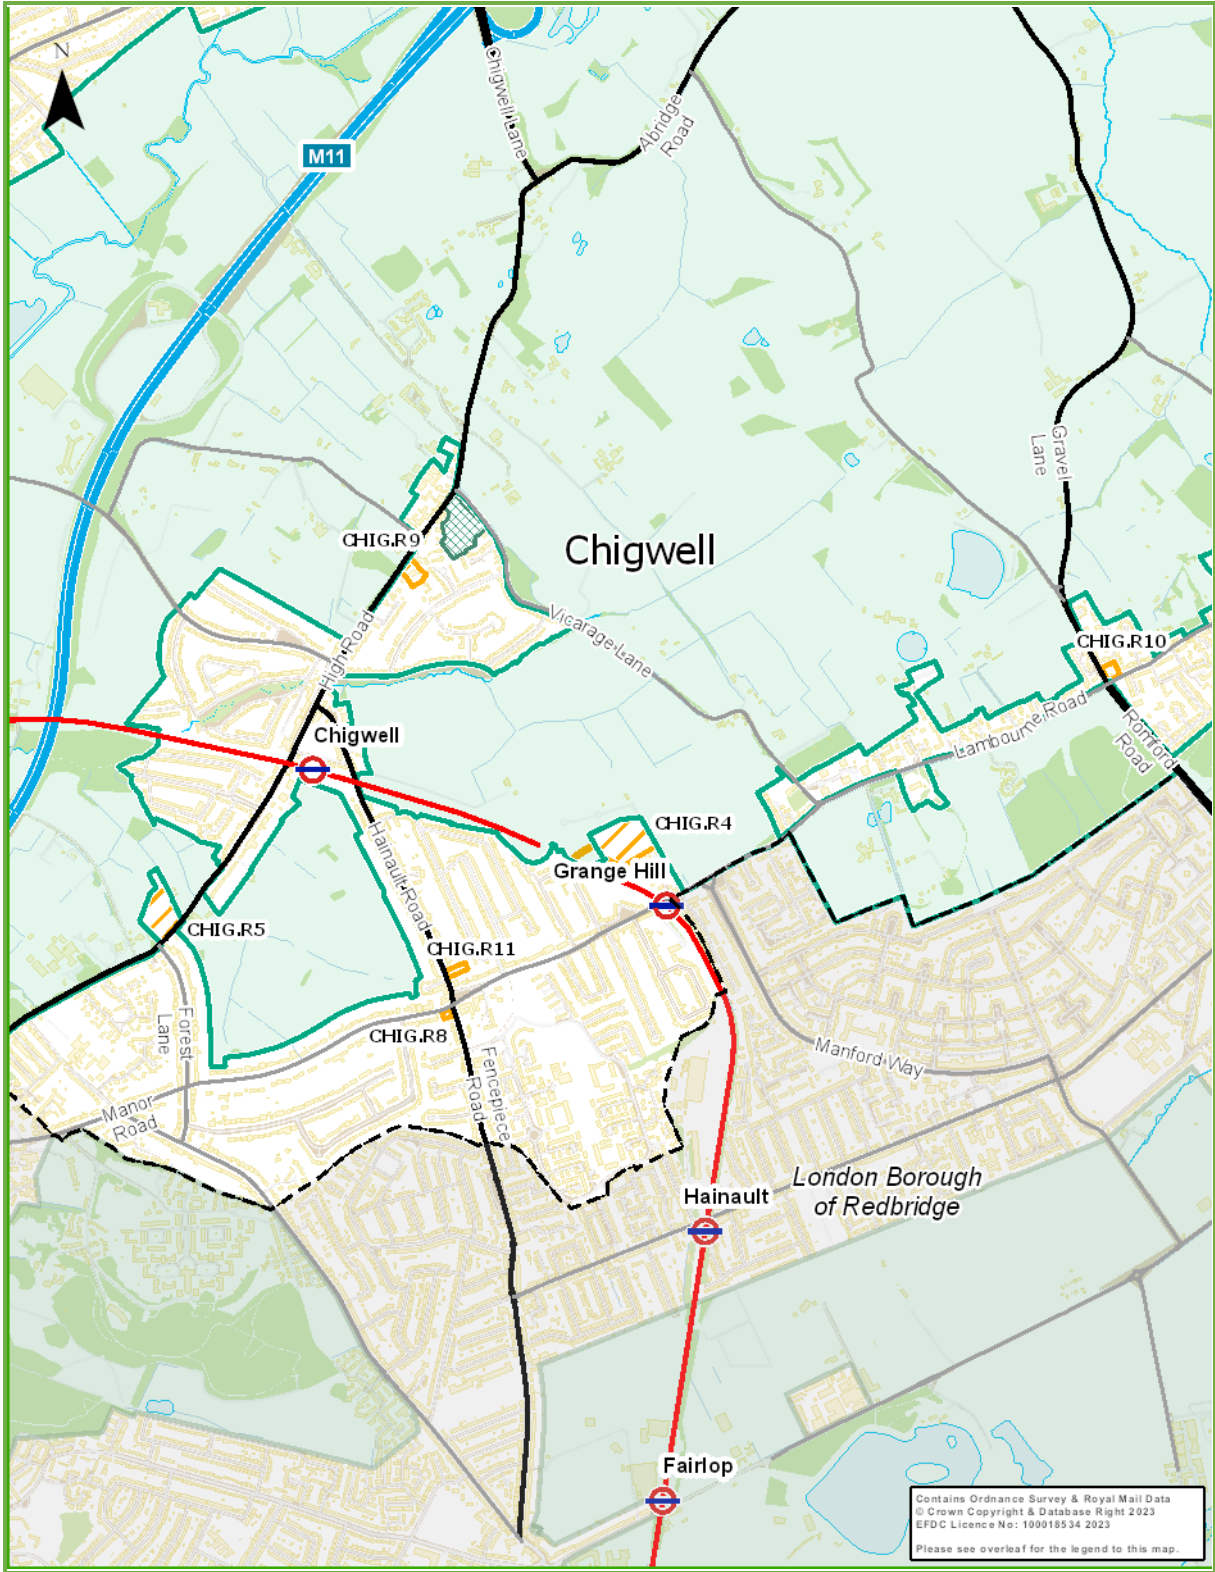 N
Chigwell Lane
Abridge
Road
M11
Gravel
Lane
CHIG.R9
Chigwell
Vicarage Lane
High Road
CHIG.R10
Lambourne Road
Romford
Road
Chigwell
Hainault Road
CHIG.R4
Grange Hill
CHIG.R5
CHIG.R11
CHIG.R8
Forest
Lane
Manor
Road
Fencepiece
Road
Manford Way
Hainault
London Borough
of Redbridge
Fairlop
Contains Ordnance Survey & Royal Mail Data
© Crown Copyright & Database Right 2023
EFDC Licence No: 100018534 2023
Please see overleaf for the legend to this map.